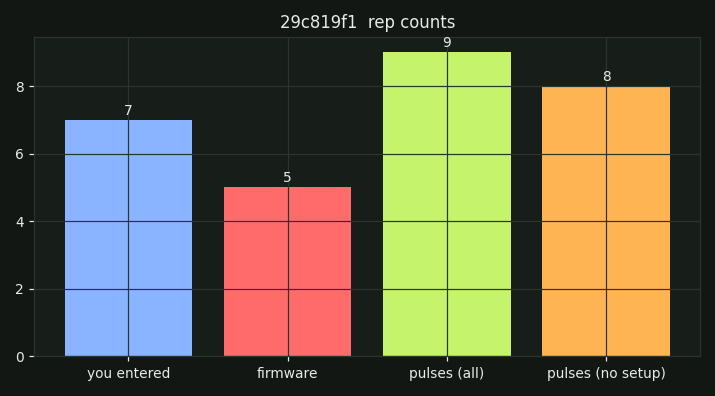 29c819f1  rep counts
9
8
7
5
8
6
4
2
0
you entered
firmware
pulses (all)
pulses (no setup)